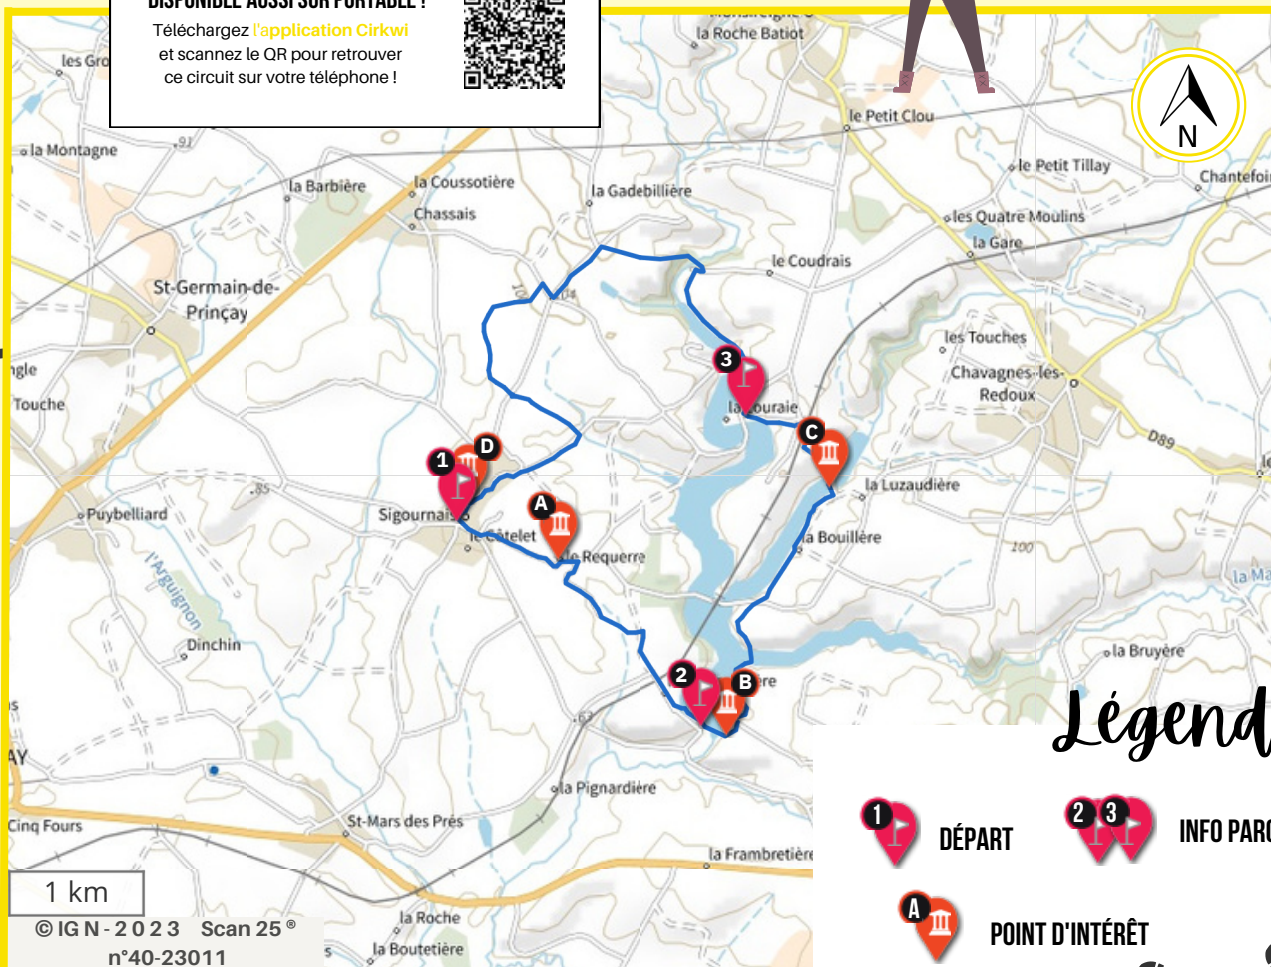 DISPONIBLE AUSSI SUR PORTABLE !
Téléchargez l'application Cirkwi
et scannez le QR pour retrouver
ce circuit sur votre téléphone !
la Roche Batiot
les Gro
le Petit Clou
N
la Montagne
91
la Barbière
la Coussotière
la Gadebillière
le Petit Tillay
Chantefoi
Chassais
les Quatre Moulins
la Gare
le Coudrais
St-Germain-de-
Prinçay
les Touches
ngle
3
Chavagnes-les-
Redoux
Touche
C
D89
1
D
la Luzaudière
85
A
Puybelliard
Sigournais
le Côtelet
la Bouillère
100
le Requerre
l'Arguignon
la Ma
Dinchin
la Bruyère
2
B
ère
63
Légend
AY
la Pignardière
Cinq Fours
St-Mars des Prés
1
DÉPART
2
3
INFO PARC
la Frambretière
1 km
A
POINT D'INTÉRÊT
© IGN-2023 Scan 25®
n°40-23011
la Roche
la Boutetière